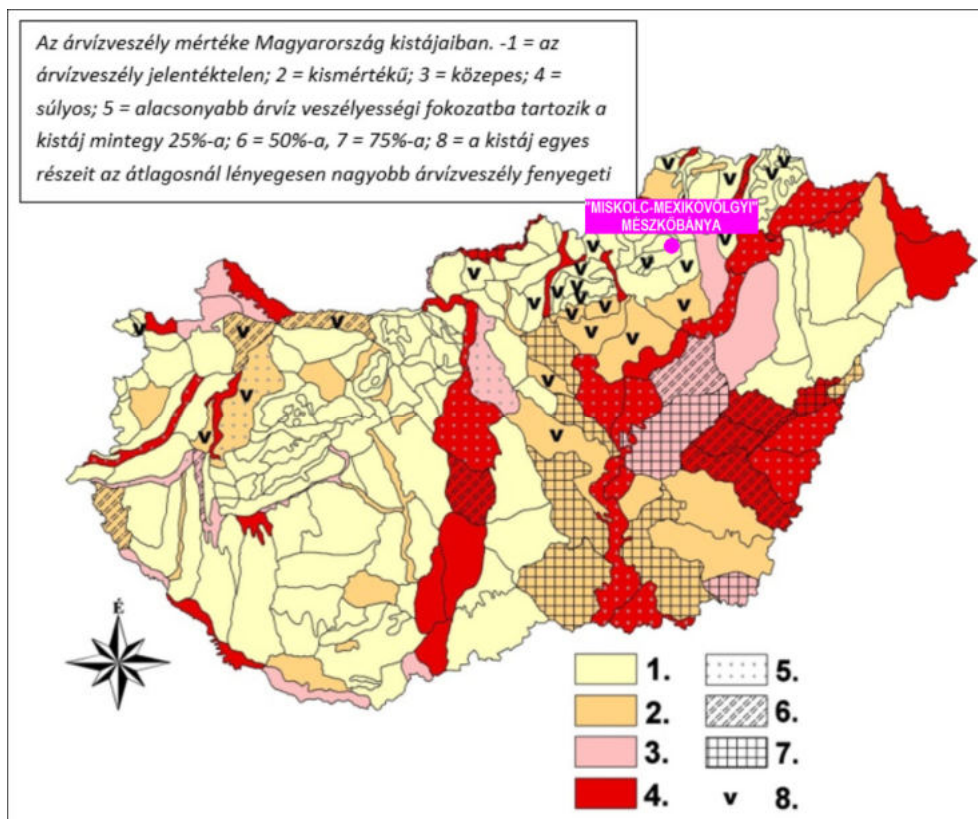 Az árvízveszély mértéke Magyarország kistájaiban. -1 = az
árvízveszély jelentéktelen; 2 = kismértékű; 3 = közepes; 4 =
súlyos; 5 = alacsonyabb árvíz veszélyességi fokozatba tartozik a
kistáj mintegy 25%-a; 6 = 50%-a, 7 = 75%-a; 8 = a kistáj egyes
részeit az átlagosnál lényegesen nagyobb árvízveszély fenyegeti
"MISKOLC-MEXIKÓVÖLGYI"
MÉSZKŐBÁNYA
É
1. 5.
2. 6.
3. 7.
4. v 8.